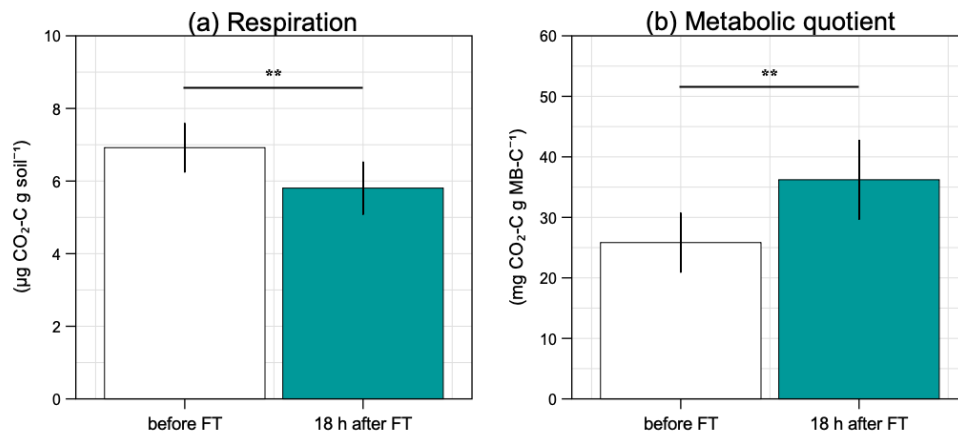 (a) Respiration
(µg CO₂-C g soil⁻¹)
10
8
6
4
2
0
**
before FT
18 h after FT
(b) Metabolic quotient
(mg CO₂-C g MB-C⁻¹)
60
50
40
30
20
10
0
**
before FT
18 h after FT